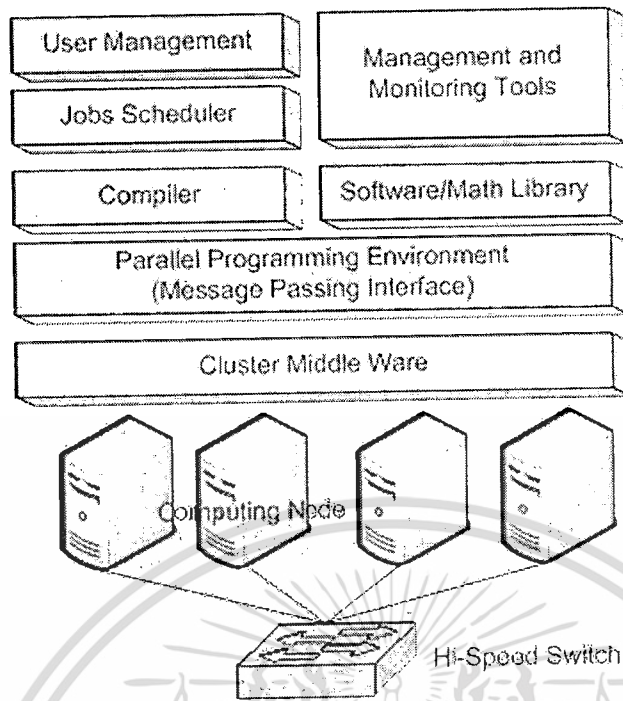 User Management
Management and
Monitoring Tools
Jobs Scheduler
Compiler
Software/Math Library
Parallel Programming Environment
(Message Passing Interface)
Cluster Middle Ware
Computing Node
Hi-Speed Switch